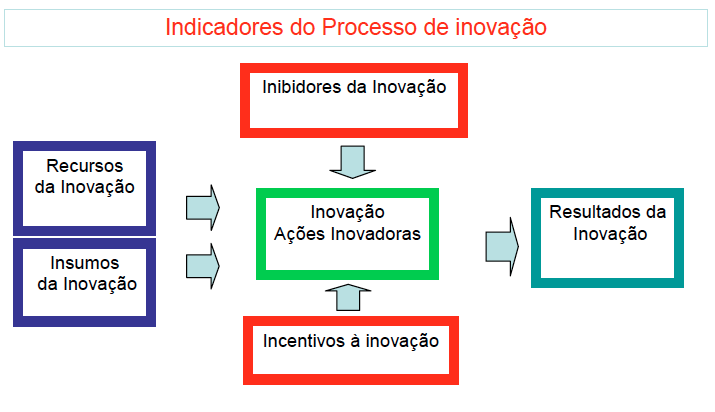 Indicadores do Processo de inovação
Inibidores da Inovação
Recursos
da Inovação
Inovação
Ações Inovadoras
Resultados da
Inovação
Insumos
da Inovação
Incentivos à inovação